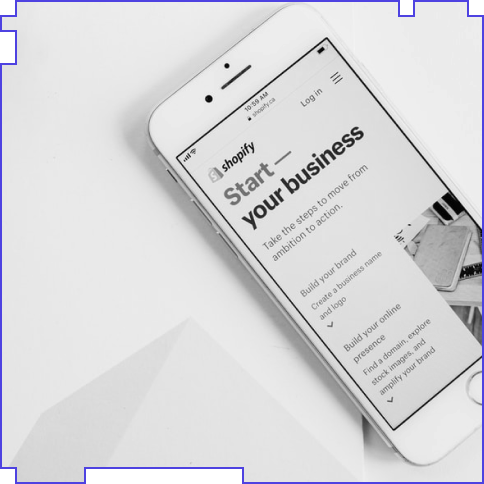 10:59 AM
shopify.ca
Log in
shopify
Start —
your business
Take the steps to move from
ambition to action.
Build your brand
Create a business name
and logo
Build your online
presence
Find a domain, explore
stock images, and
amplify your brand